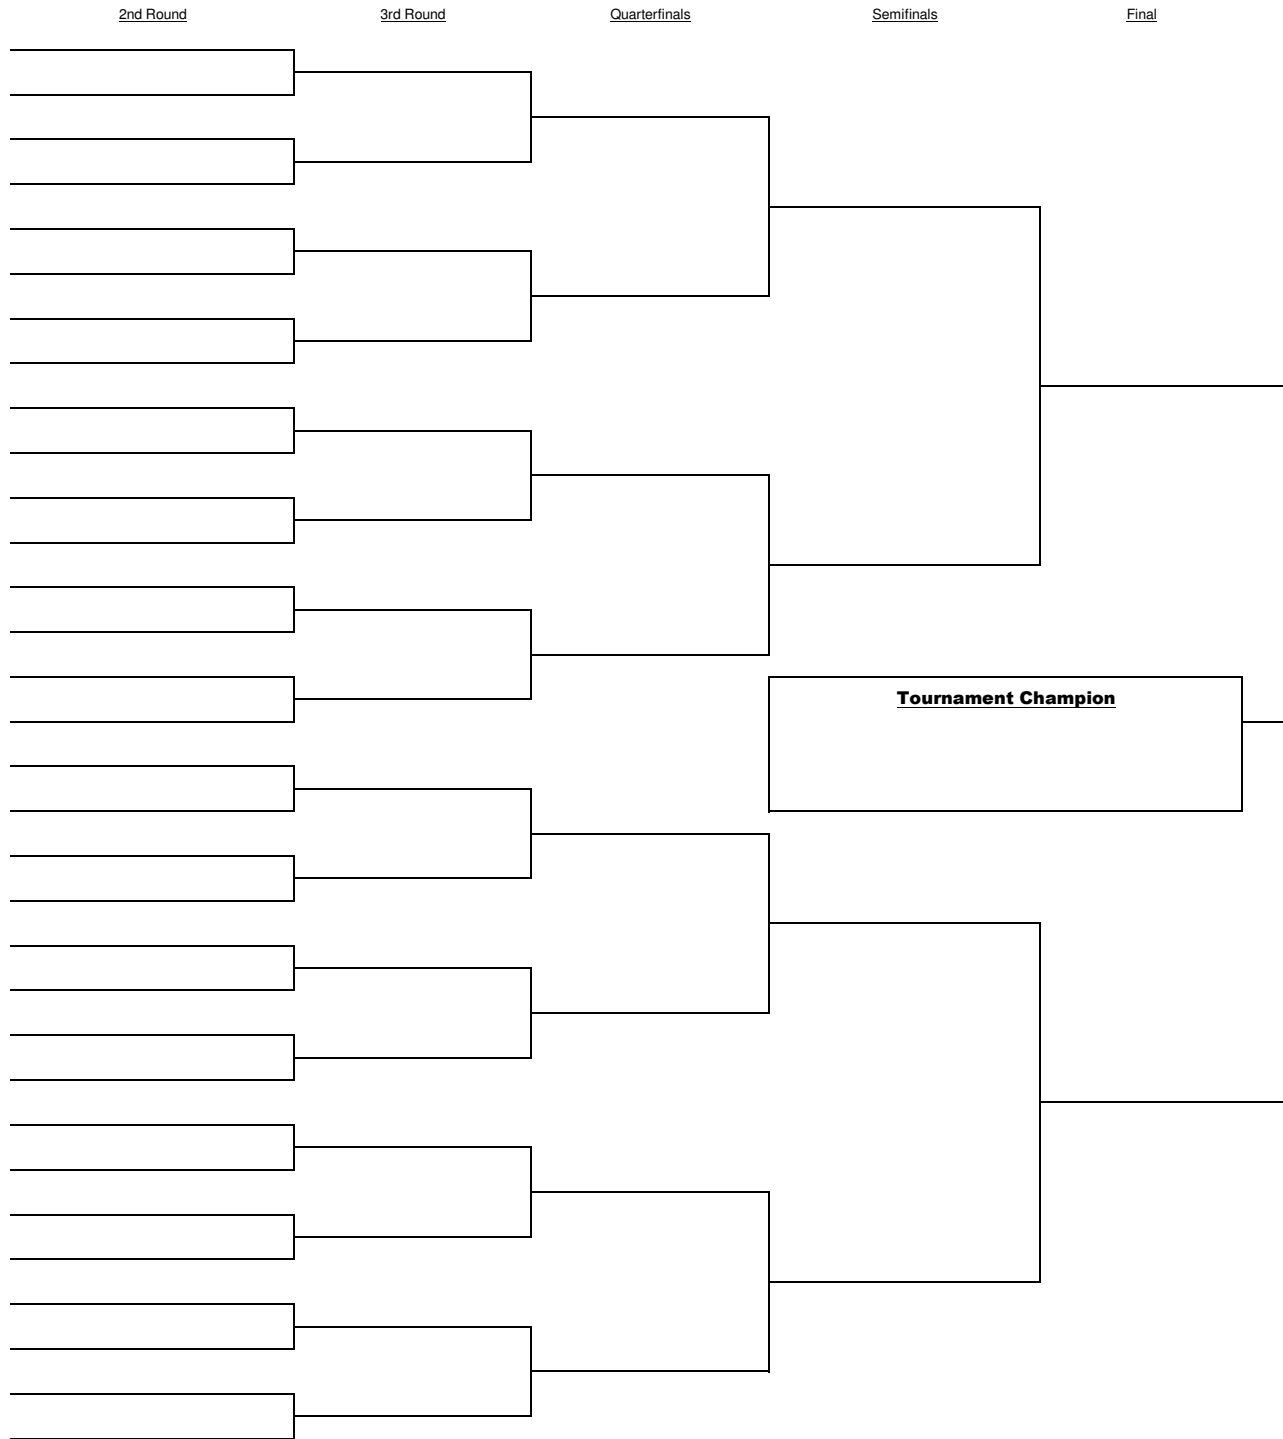 2nd Round 3rd Round Quarterfinals Semifinals Final
Tournament Champion